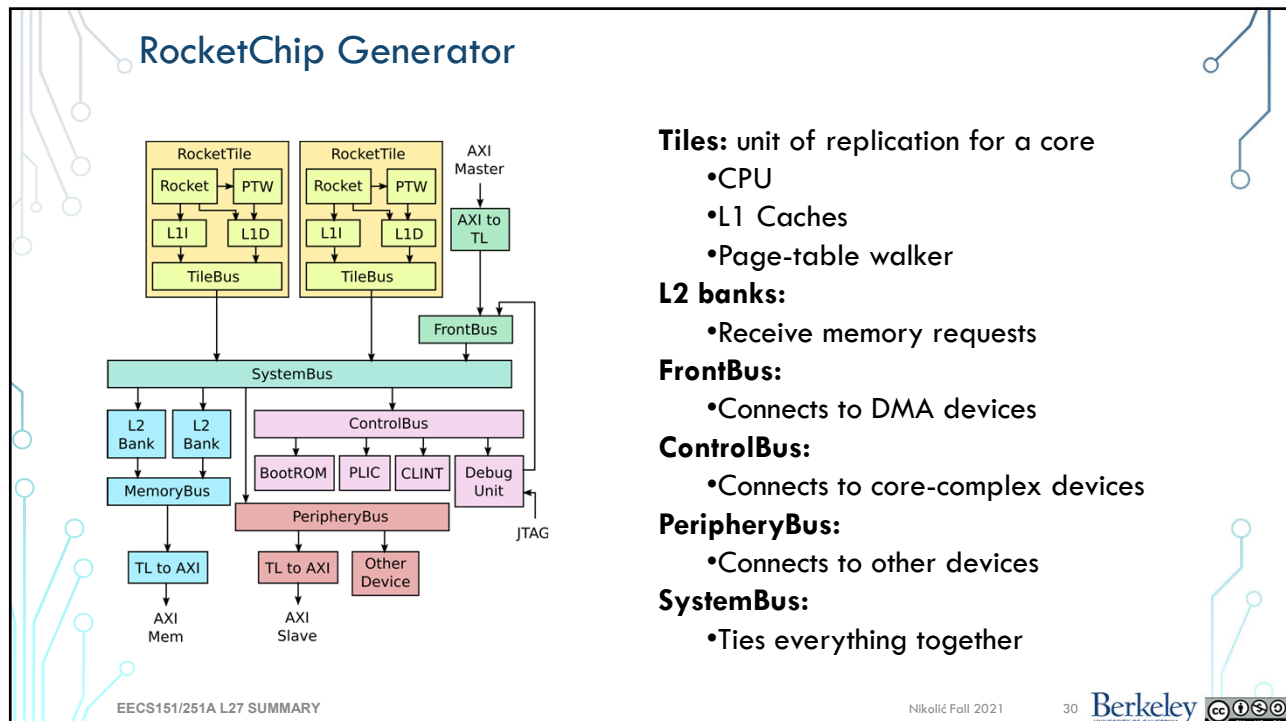 RocketChip Generator
RocketTile
Rocket
PTW
L1I
L1D
TileBus
RocketTile
Rocket
PTW
L1I
L1D
TileBus
AXI
Master
AXI to
TL
FrontBus
SystemBus
L2
Bank
L2
Bank
ControlBus
BootROM
PLIC
CLINT
Debug
Unit
MemoryBus
PeripheryBus
JTAG
TL to AXI
TL to AXI
Other
Device
AXI
Mem
AXI
Slave
Tiles: unit of replication for a core
•CPU
•L1 Caches
•Page-table walker
L2 banks:
•Receive memory requests
FrontBus:
•Connects to DMA devices
ControlBus:
•Connects to core-complex devices
PeripheryBus:
•Connects to other devices
SystemBus:
•Ties everything together
EECS151/251A L27 SUMMARY
Nikolić Fall 2021
30
Berkeley
UNIVERSITY OF CALIFORNIA
cc